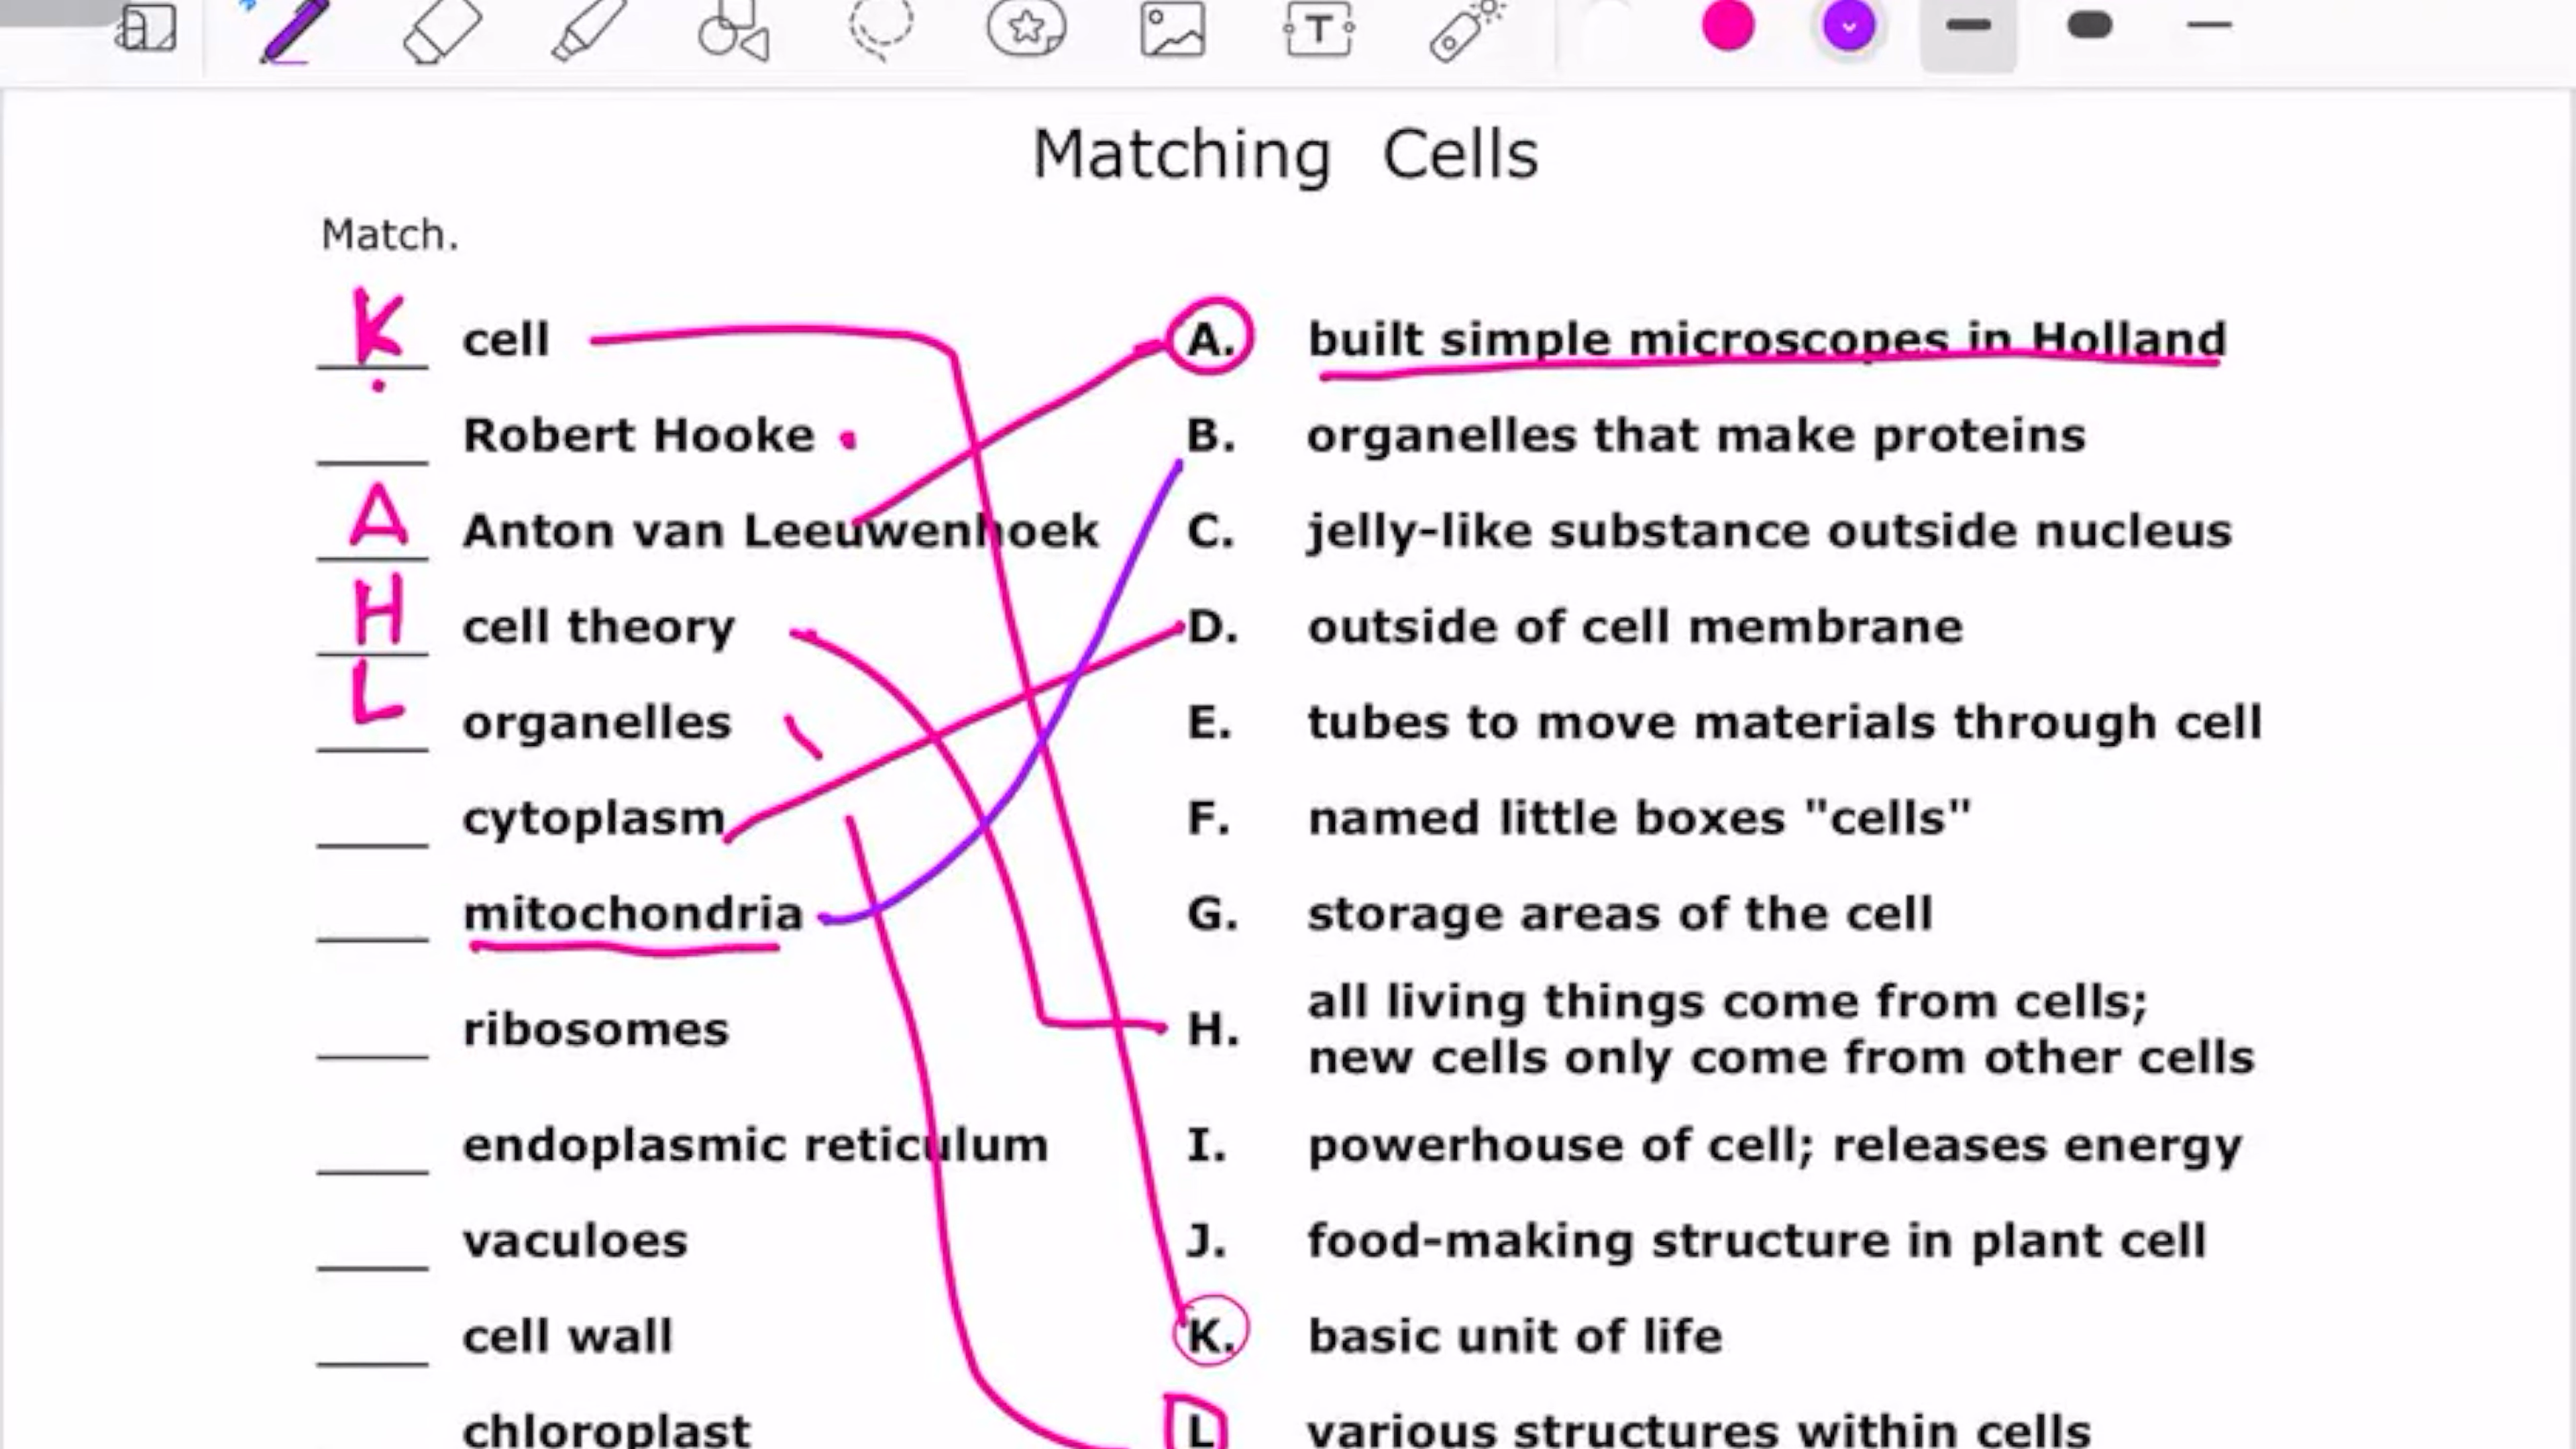 T
Matching Cells
Match.
K cell A. built simple microscopes in Holland
Robert Hooke B. organelles that make proteins
A Anton van Leeuwenhoek C. jelly-like substance outside nucleus
H cell theory D. outside of cell membrane
L organelles E. tubes to move materials through cell
cytoplasm F. named little boxes "cells"
mitochondria G. storage areas of the cell
ribosomes H. all living things come from cells;
new cells only come from other cells
endoplasmic reticulum I. powerhouse of cell; releases energy
vacuoles J. food-making structure in plant cell
cell wall K. basic unit of life
chloroplast L various structures within cells